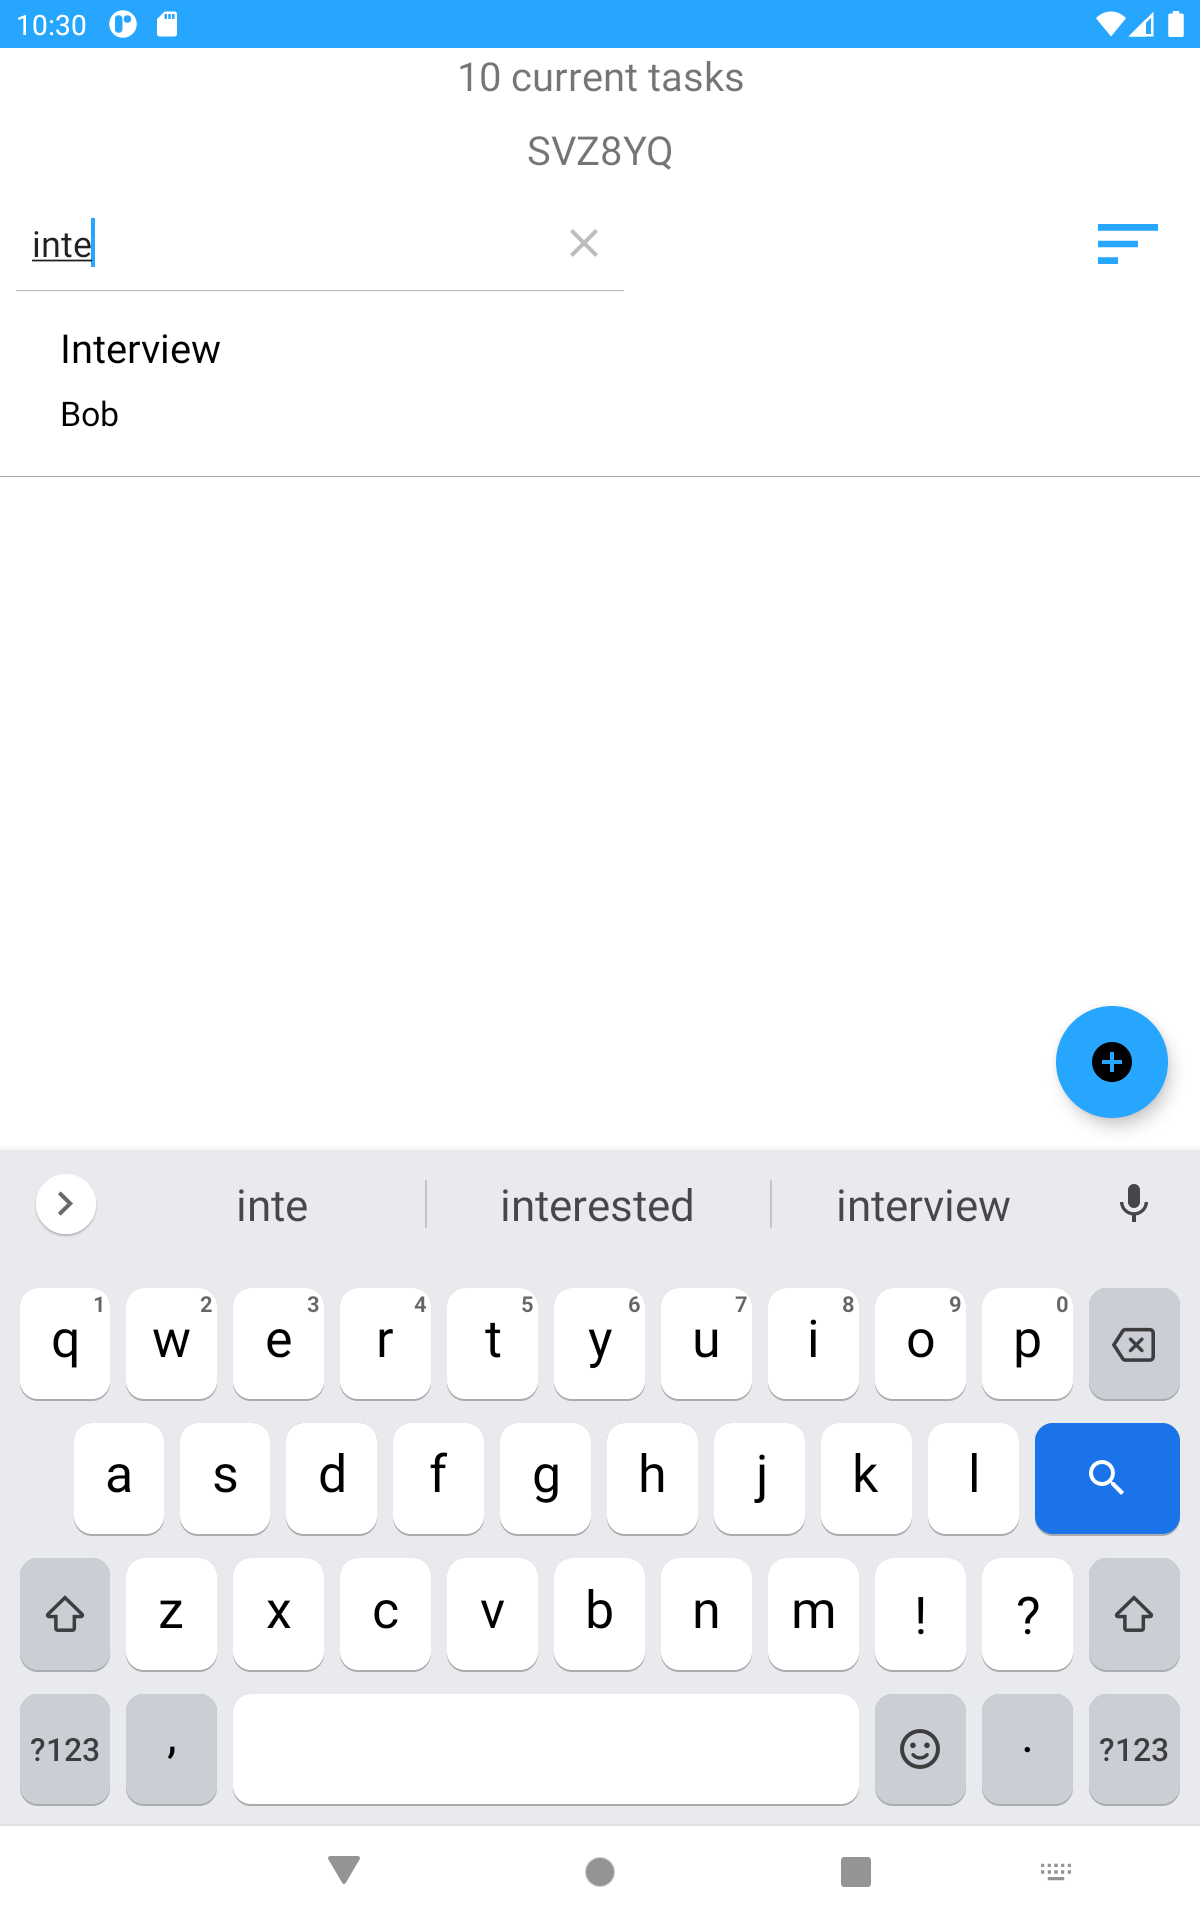 10:30
10 current tasks
SVZ8YQ
inte
Interview
Bob
inte interested interview
q 1 w 2 e 3 r 4 t 5 y 6 u 7 i 8 o 9 p 0
a s d f g h j k l
z x c v b n m ! ?
?123 , . ?123